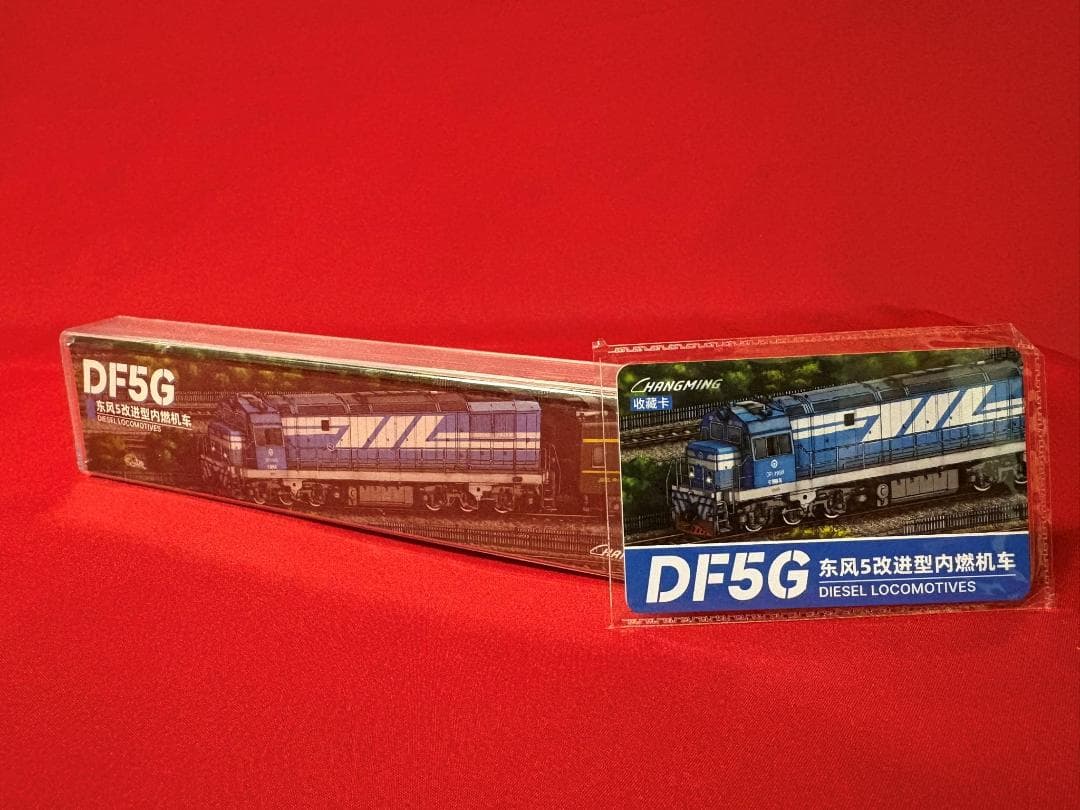 DF5G
东风5改进型内燃机车
DIESEL LOCOMOTIVES
CHANGMING
收藏卡
DF5G 东风5改进型内燃机车
DIESEL LOCOMOTIVES